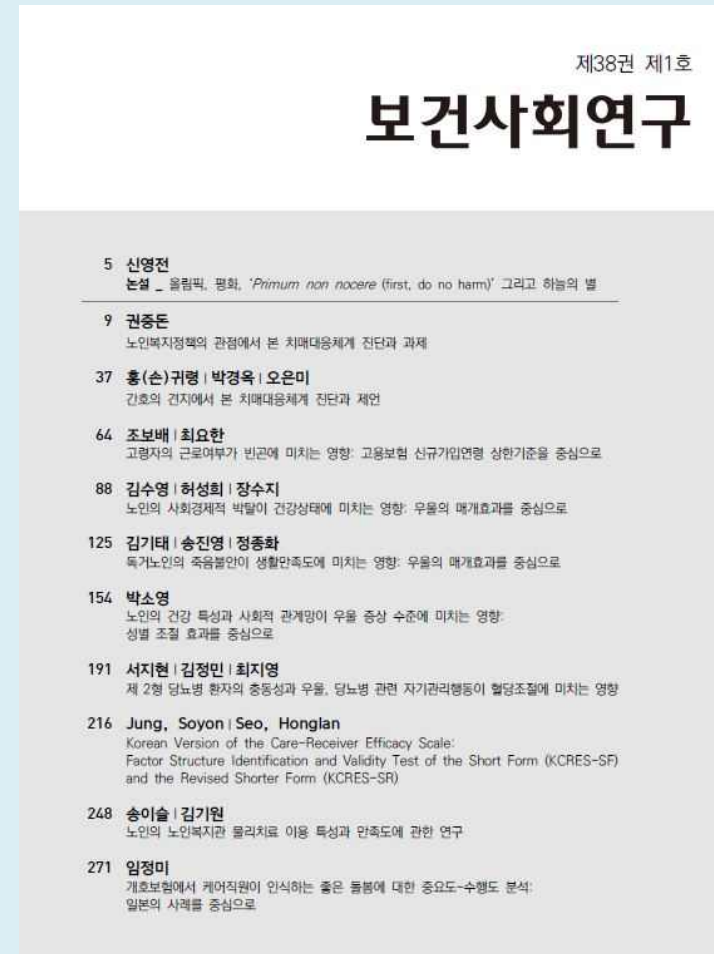 제38권 제1호
보건사회연구
5 신영전
논설 _ 올림픽, 평화, ‘Primum non nocere (first, do no harm)’ 그리고 하늘의 별
9 권중돈
노인복지정책의 관점에서 본 치매대응체계 진단과 과제
37 홍(손)귀령 | 박경옥 | 오은미
간호의 견지에서 본 치매대응체계 진단과 제언
64 조보배 | 최요한
고령자의 근로여부가 빈곤에 미치는 영향: 고용보험 신규가입연령 상한기준을 중심으로
88 김수영 | 허성희 | 장수지
노인의 사회경제적 박탈이 건강상태에 미치는 영향: 우울의 매개효과를 중심으로
125 김기태 | 송진영 | 정종화
독거노인의 죽음불안이 생활만족도에 미치는 영향: 우울의 매개효과를 중심으로
154 박소영
노인의 건강 특성과 사회적 관계망이 우울 증상 수준에 미치는 영향:
성별 조절 효과를 중심으로
191 서지현 | 김정민 | 최지영
제 2형 당뇨병 환자의 충동성과 우울, 당뇨병 관련 자기관리행동이 혈당조절에 미치는 영향
216 Jung, Soyon | Seo, Honglan
Korean Version of the Care-Receiver Efficacy Scale:
Factor Structure Identification and Validity Test of the Short Form (KCRES-SF)
and the Revised Shorter Form (KCRES-SR)
248 송이슬 | 김기원
노인의 노인복지관 물리치료 이용 특성과 만족도에 관한 연구
271 임정미
개호보험에서 케어직원이 인식하는 좋은 돌봄에 대한 중요도-수행도 분석:
일본의 사례를 중심으로